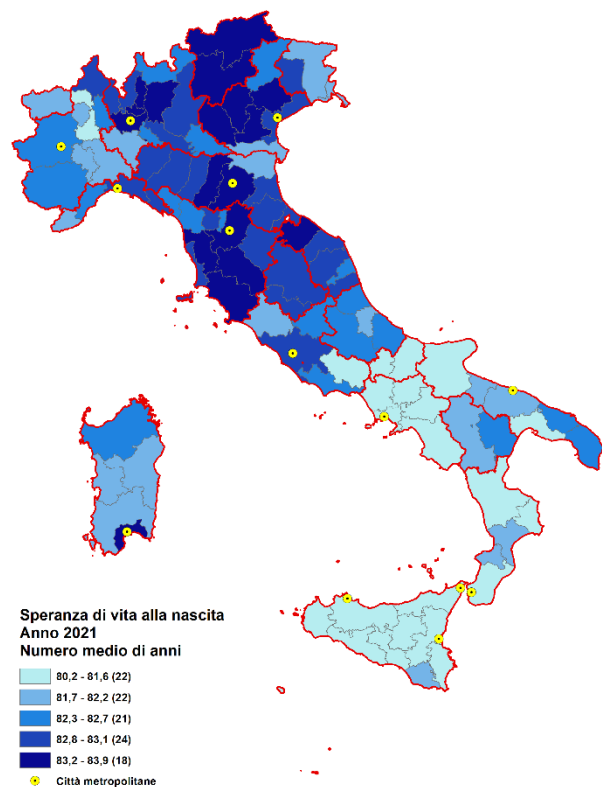 Speranza di vita alla nascita
Anno 2021
Numero medio di anni
80,2 - 81,6 (22)
81,7 - 82,2 (22)
82,3 - 82,7 (21)
82,8 - 83,1 (24)
83,2 - 83,9 (18)
Città metropolitane